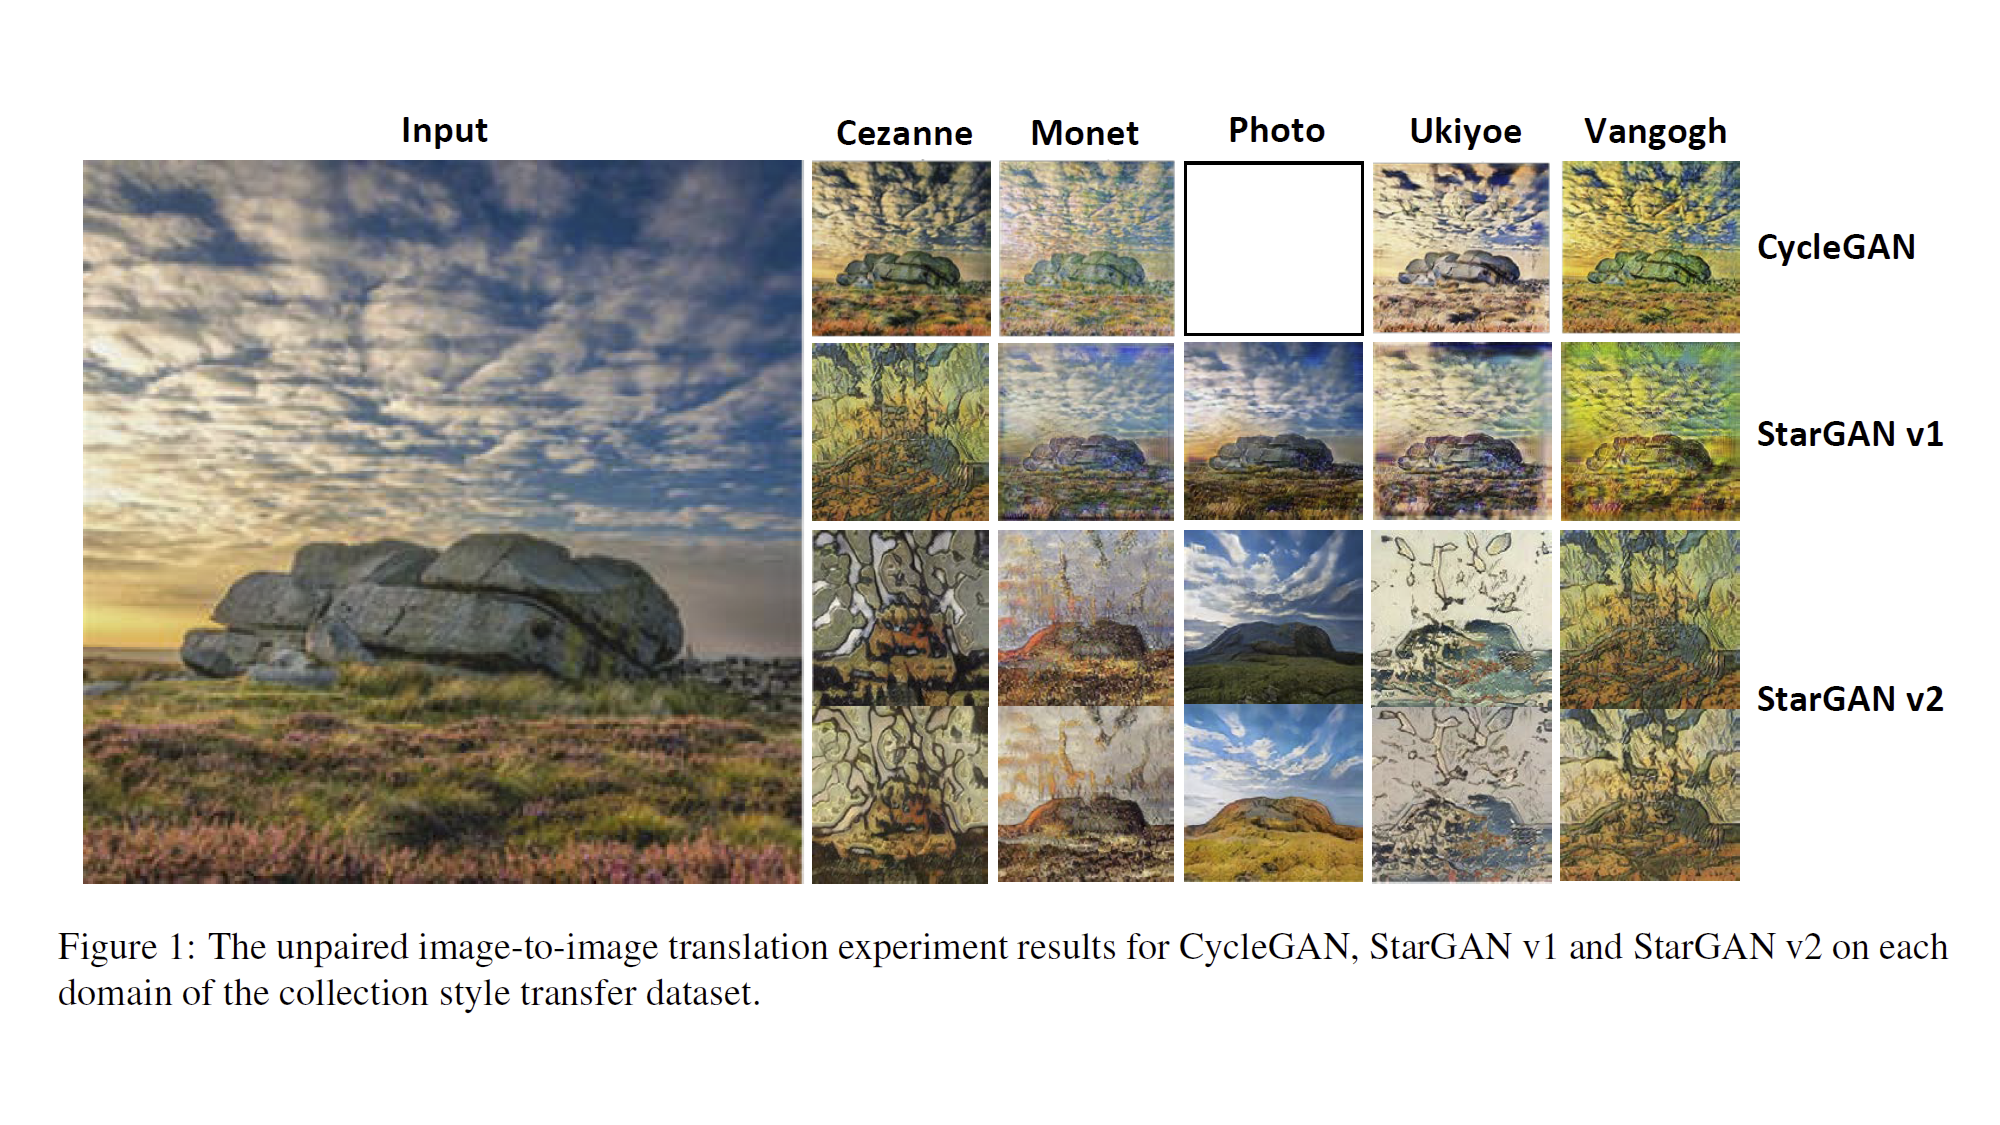 Input
Cezanne
Monet
Photo
Ukiyoe
Vangogh
CycleGAN
StarGAN v1
StarGAN v2
Figure 1: The unpaired image-to-image translation experiment results for CycleGAN, StarGAN v1 and StarGAN v2 on each
domain of the collection style transfer dataset.